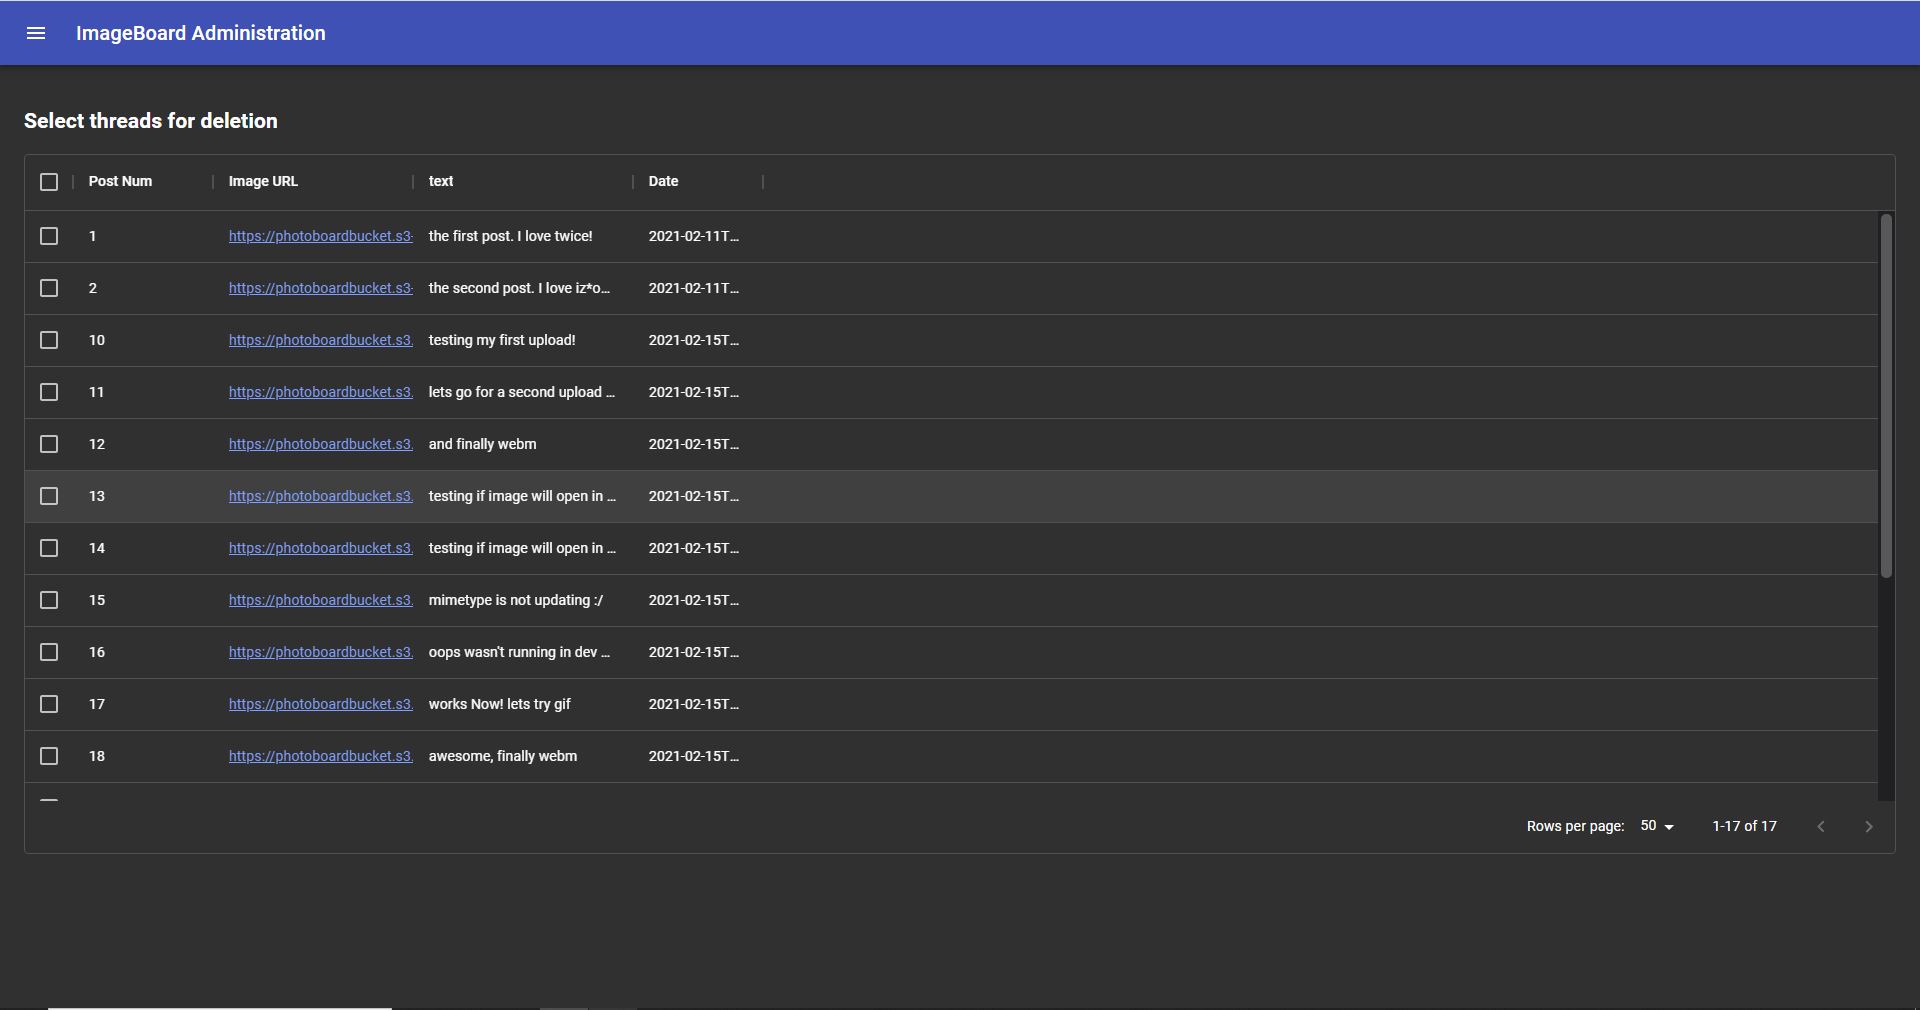 ImageBoard Administration
Select threads for deletion
Post Num Image URL text Date
1 https://photoboardbucket.s3- the first post. I love twice! 2021-02-11T...
2 https://photoboardbucket.s3- the second post. I love iz*o... 2021-02-11T...
10 https://photoboardbucket.s3. testing my first upload! 2021-02-15T...
11 https://photoboardbucket.s3. lets go for a second upload ... 2021-02-15T...
12 https://photoboardbucket.s3. and finally webm 2021-02-15T...
13 https://photoboardbucket.s3. testing if image will open in ... 2021-02-15T...
14 https://photoboardbucket.s3. testing if image will open in ... 2021-02-15T...
15 https://photoboardbucket.s3. mimetype is not updating :/ 2021-02-15T...
16 https://photoboardbucket.s3. oops wasn't running in dev ... 2021-02-15T...
17 https://photoboardbucket.s3. works Now! lets try gif 2021-02-15T...
18 https://photoboardbucket.s3. awesome, finally webm 2021-02-15T...
Rows per page: 50 1-17 of 17